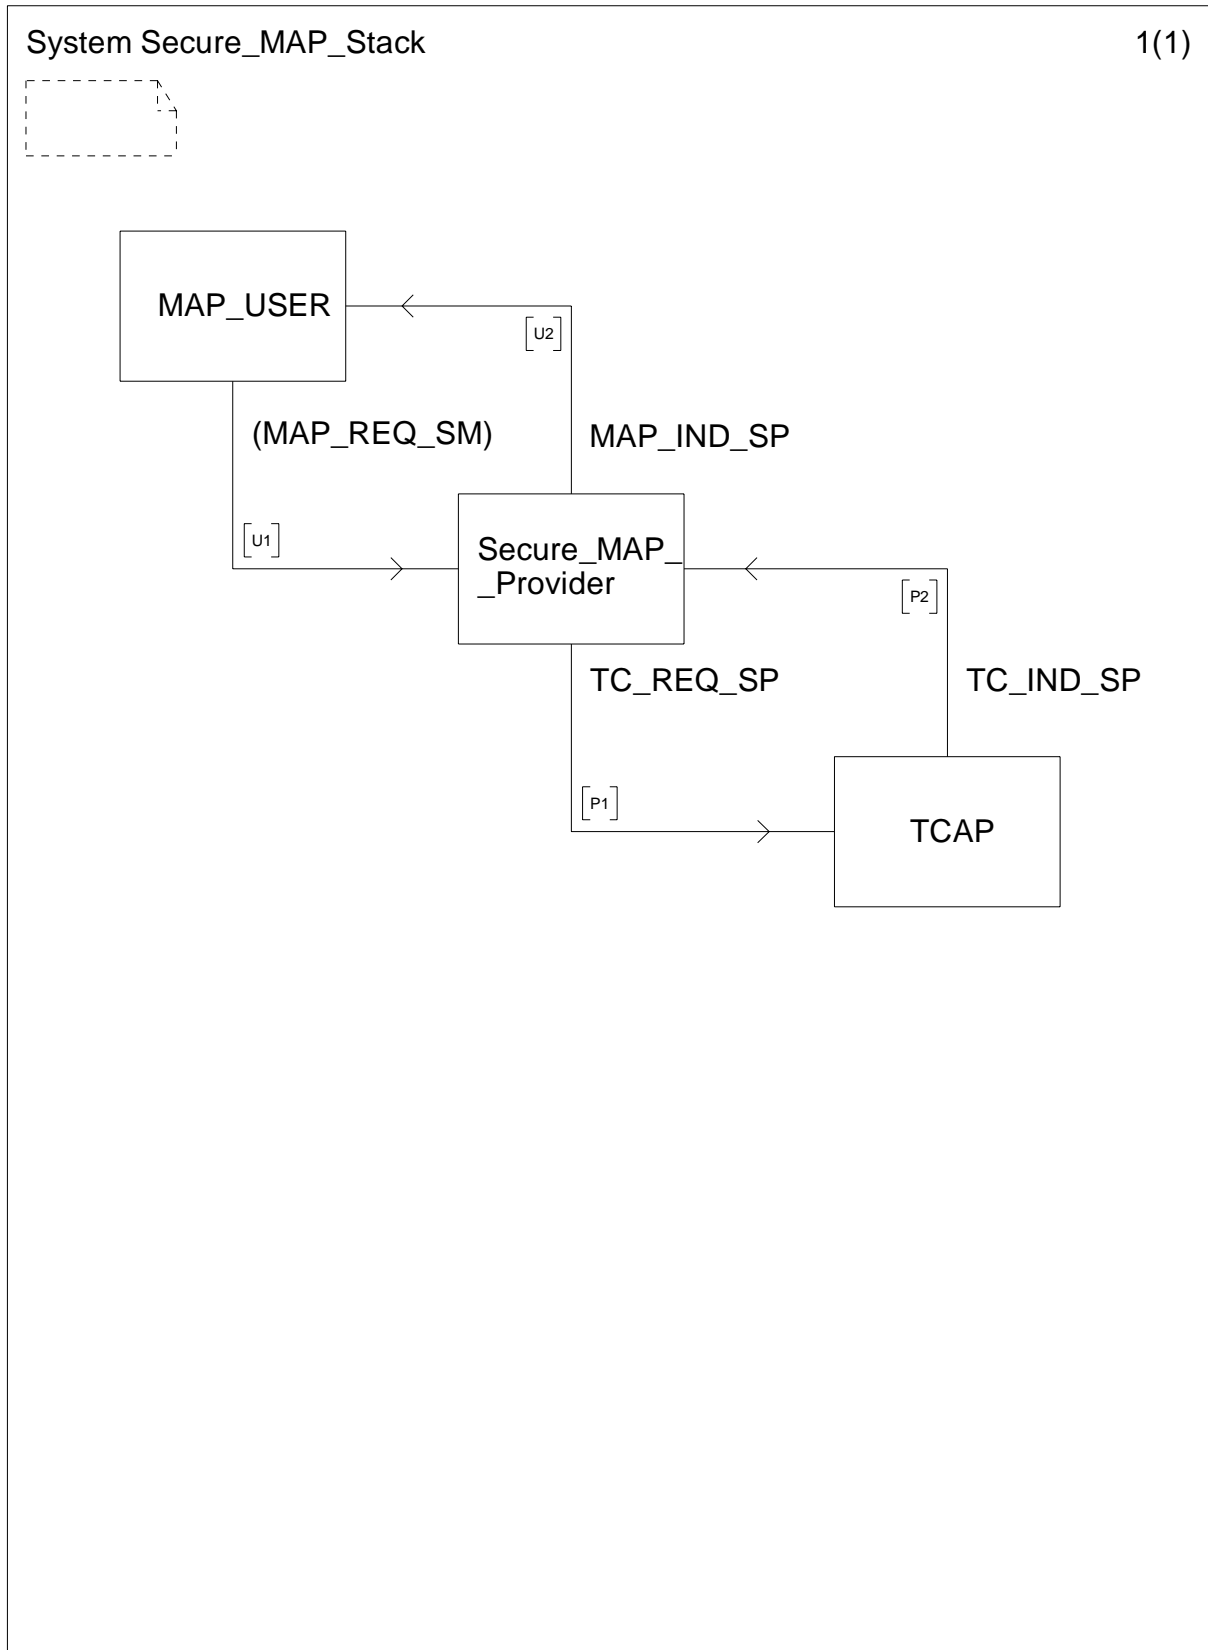 System Secure_MAP_Stack
1(1)
MAP_USER
[U2]
(MAP_REQ_SM)
MAP_IND_SP
[U1]
Secure_MAP_
_Provider
[P2]
TC_REQ_SP
TC_IND_SP
[P1]
TCAP